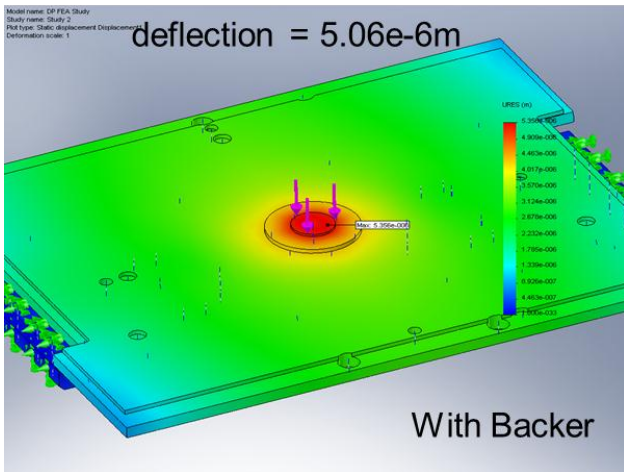 Model name: DP FEA Study
Study name: Study 2
Plot type: Static displacement Displacement1
Deformation scale: 1
deflection = 5.06e-6m
URES (m)
5.358e-006
4.909e-006
4.463e-006
4.017e-006
3.570e-006
3.124e-006
2.678e-006
2.232e-006
1.785e-006
1.339e-006
8.926e-007
4.463e-007
1.000e-033
Max: 5.356e-006
With Backer